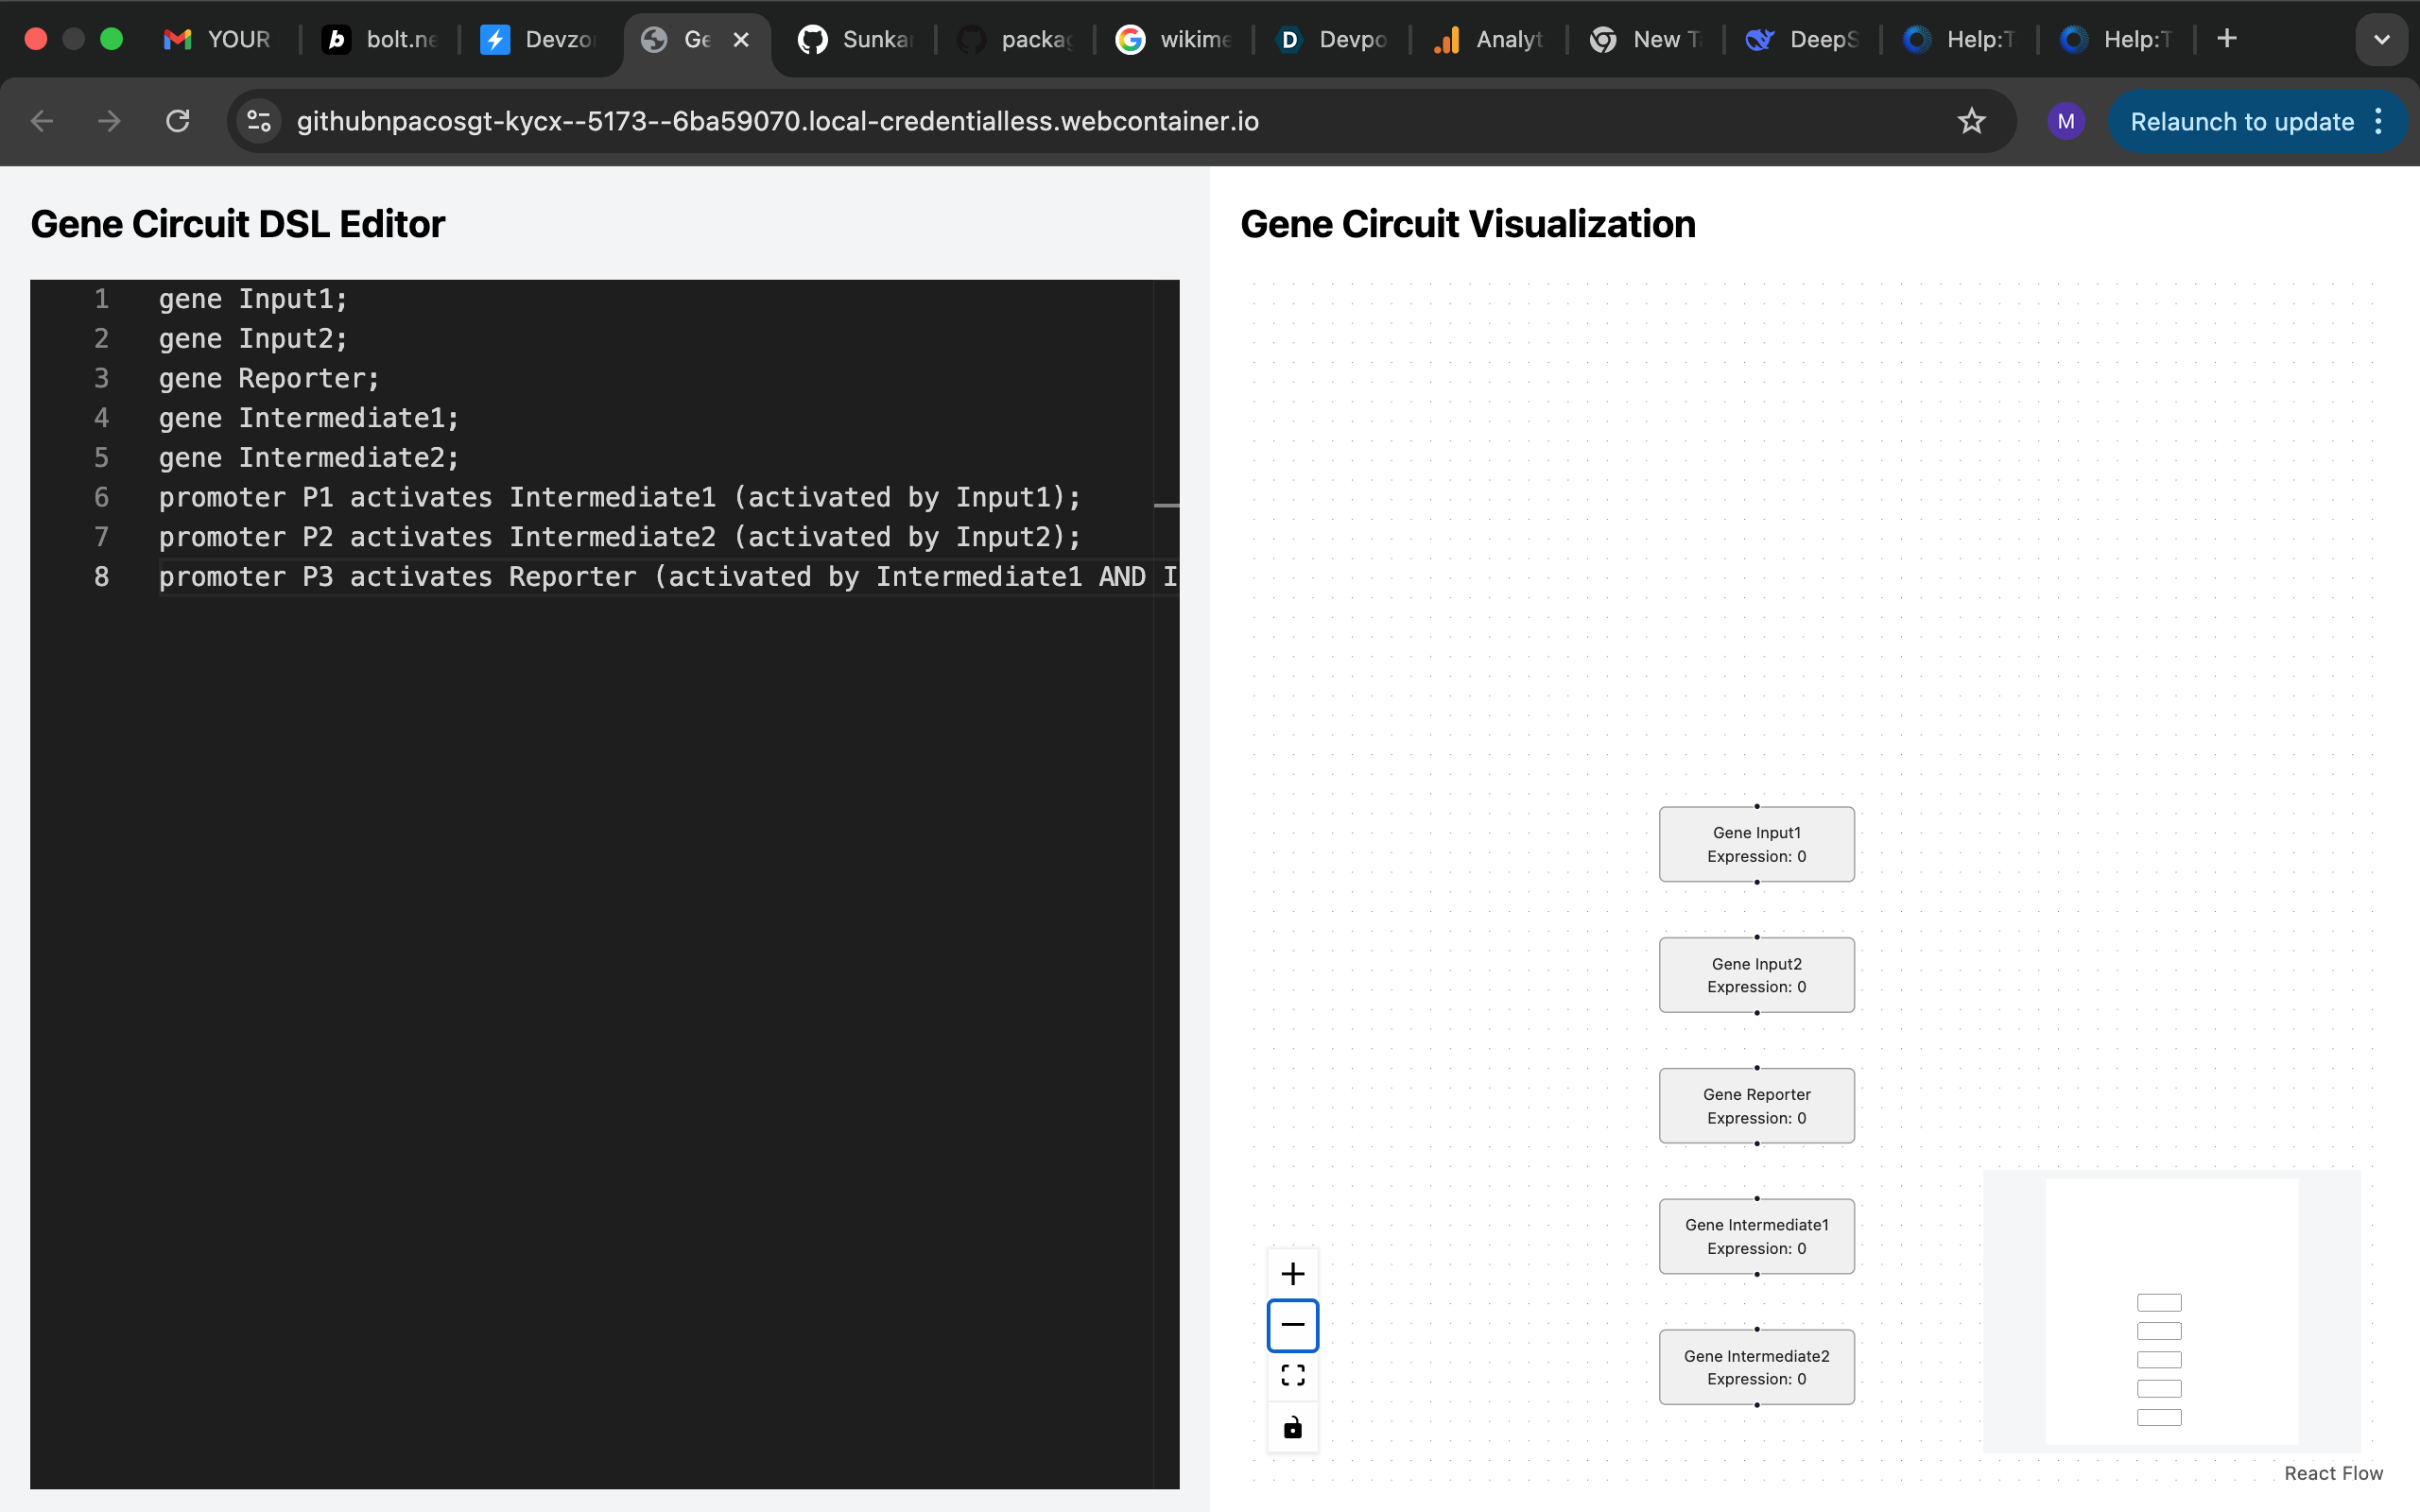 YOUR
bolt.ne
Devzo
Ge
Sunkar
packag
wikime
Devpo
Analyt
New Ta
DeepS
Help:T
Help:T
githubnpacosgt-kycx--5173--6ba59070.local-credentialless.webcontainer.io
M
Relaunch to update
Gene Circuit DSL Editor
1 gene Input1;
2 gene Input2;
3 gene Reporter;
4 gene Intermediate1;
5 gene Intermediate2;
6 promoter P1 activates Intermediate1 (activated by Input1);
7 promoter P2 activates Intermediate2 (activated by Input2);
8 promoter P3 activates Reporter (activated by Intermediate1 AND I
Gene Circuit Visualization
Gene Input1
Expression: 0
Gene Input2
Expression: 0
Gene Reporter
Expression: 0
Gene Intermediate1
Expression: 0
Gene Intermediate2
Expression: 0
React Flow